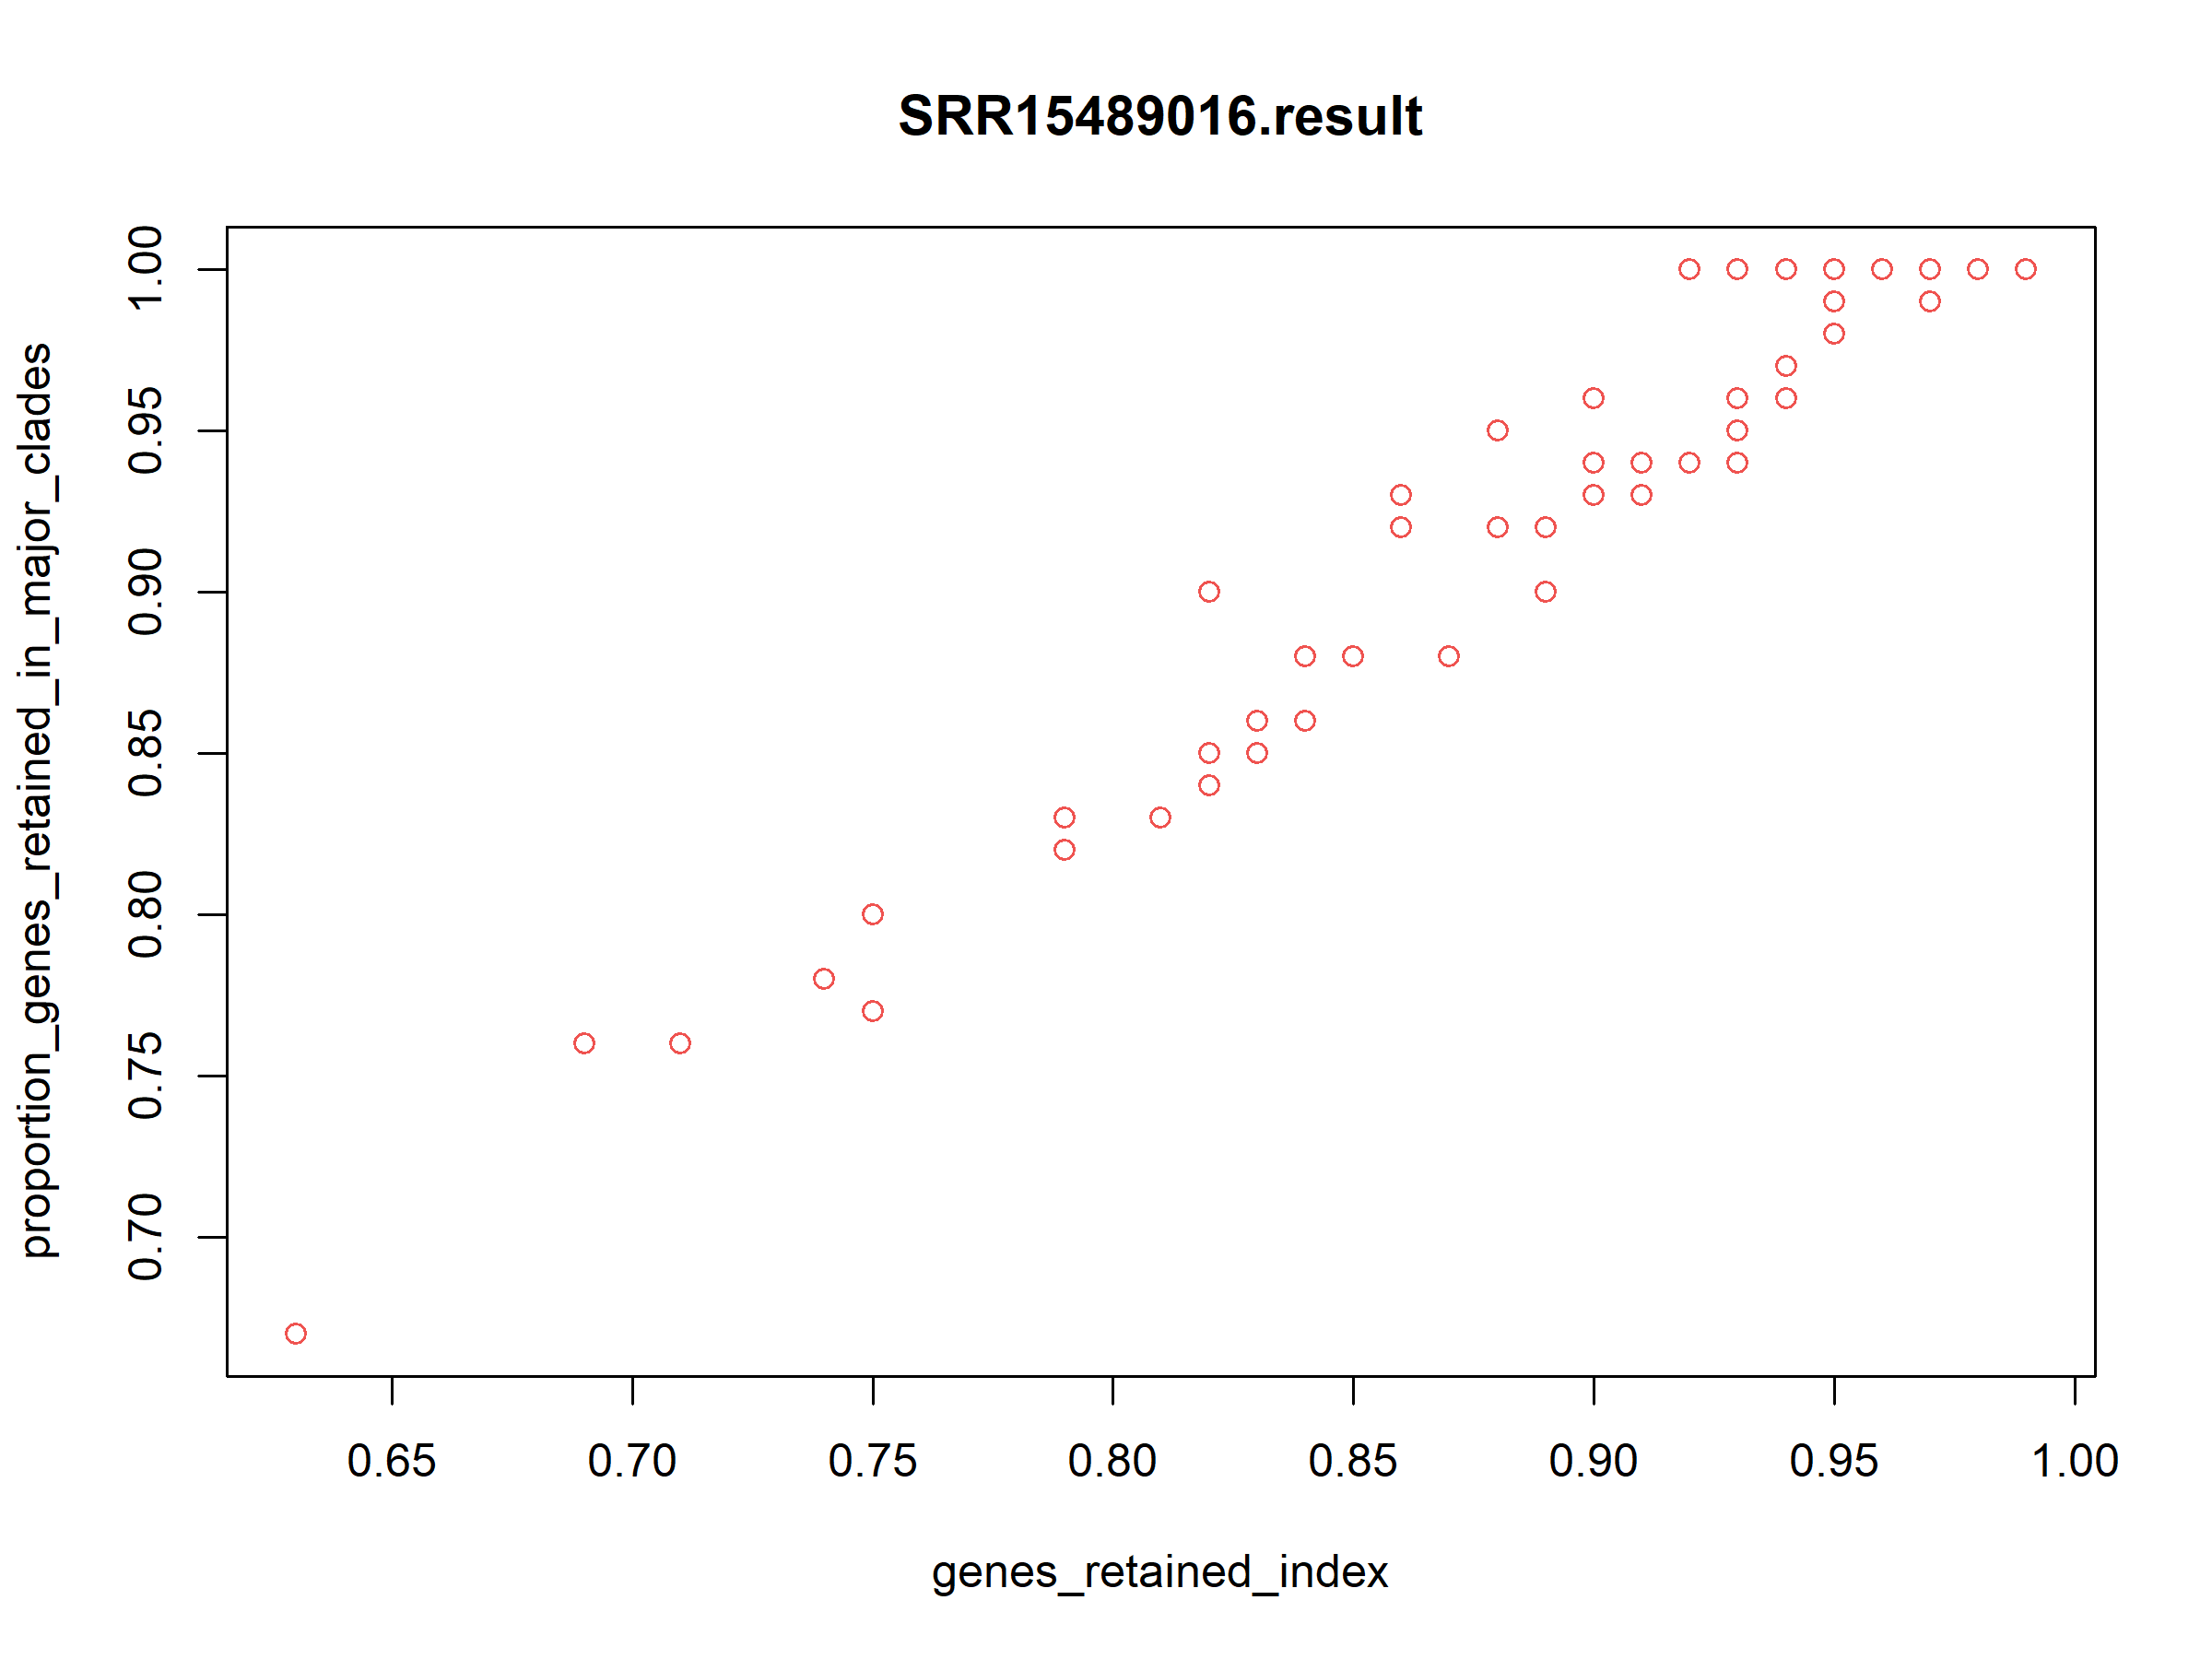 SRR15489016.result
proportion_genes_retained_in_major_clades
1.00
0.95
0.90
0.85
0.80
0.75
0.70
0.65 0.70 0.75 0.80 0.85 0.90 0.95 1.00
genes_retained_index